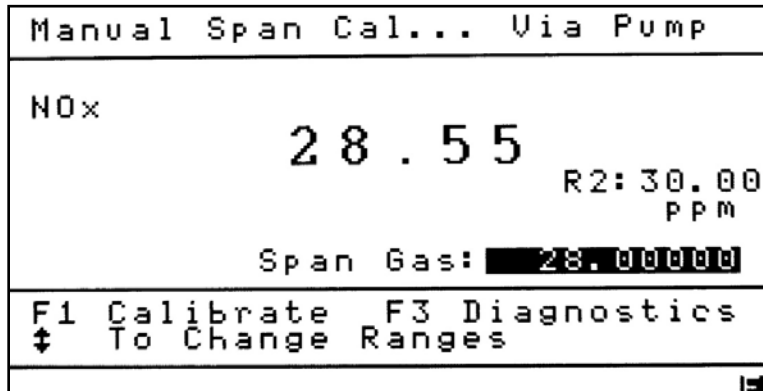 Manual Span Cal... Via Pump
NOx
28.55
R2:30.00
ppm
Span Gas: 28.00000
F1 Calibrate F3 Diagnostics
↕ To Change Ranges